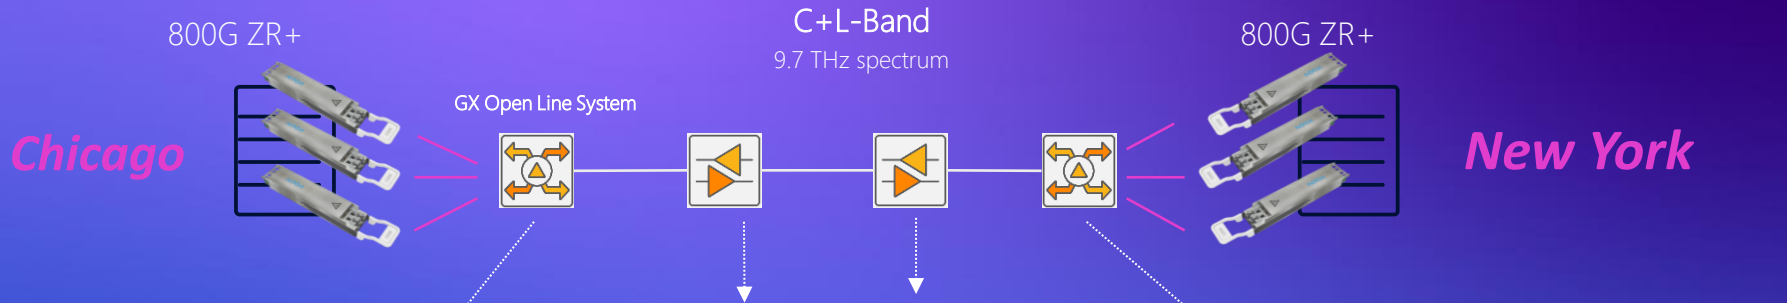 C+L-Band
800G ZR+
800G ZR+
9.7 THz spectrum
GX Open Line System
Chicago
New York